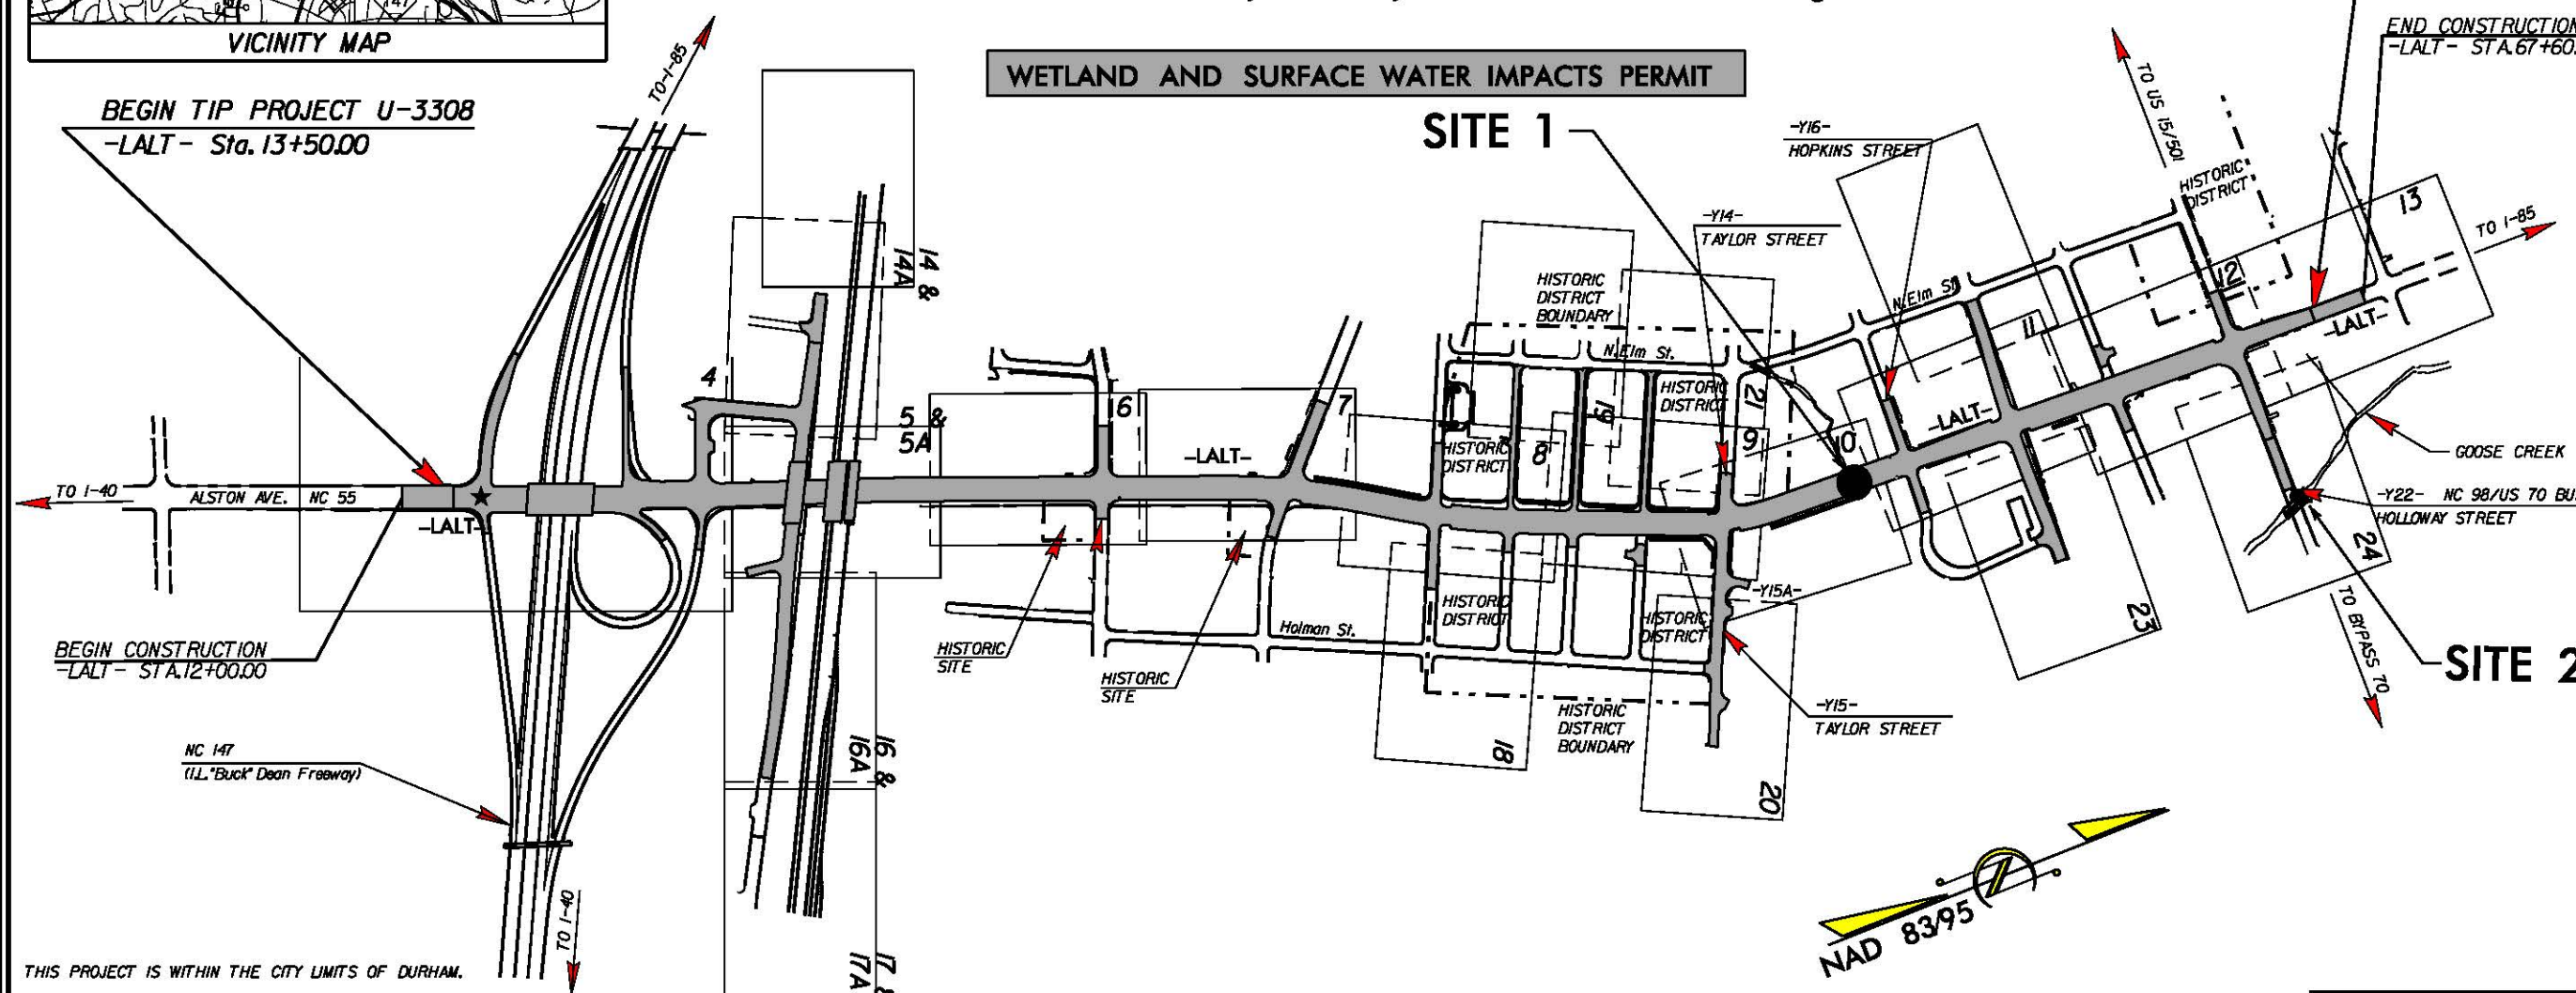 VICINITY MAP
WETLAND AND SURFACE WATER IMPACTS PERMIT
BEGIN TIP PROJECT U-3308
-LALT- Sta. 13+50.00
TO I-85
SITE 1
-Y16-
HOPKINS STREET
-Y14-
TAYLOR STREET
END CONSTRUCTION
-LALT- STA.67+60.
TO US 15/501
HISTORIC
DISTRICT
13
TO I-85
12
-LALT-
N.Elm St.
11
-LALT-
10
GOOSE CREEK
-Y22- NC 98/US 70 BU
HOLLOWAY STREET
24
23
TO BYPASS 70
SITE 2
14 &
14A
4
5 &
5A
6
7
-LALT-
HISTORIC
DISTRICT
BOUNDARY
N.Elm St.
HISTORIC
DISTRICT
21
19
9
8
HISTORIC
DISTRICT
TO I-40
ALSTON AVE. NC 55
-LALT-
BEGIN CONSTRUCTION
-LALT- STA.12+00.00
HISTORIC
SITE
HISTORIC
SITE
Holman St.
HISTORIC
DISTRICT
HISTORIC
DISTRICT
-Y15A-
-Y15-
TAYLOR STREET
HISTORIC
DISTRICT
BOUNDARY
18
20
NC 147
(I.L."Buck" Dean Freeway)
16 &
16A
17 &
17A
TO I-40
NAD 83/95
THIS PROJECT IS WITHIN THE CITY LIMITS OF DURHAM.